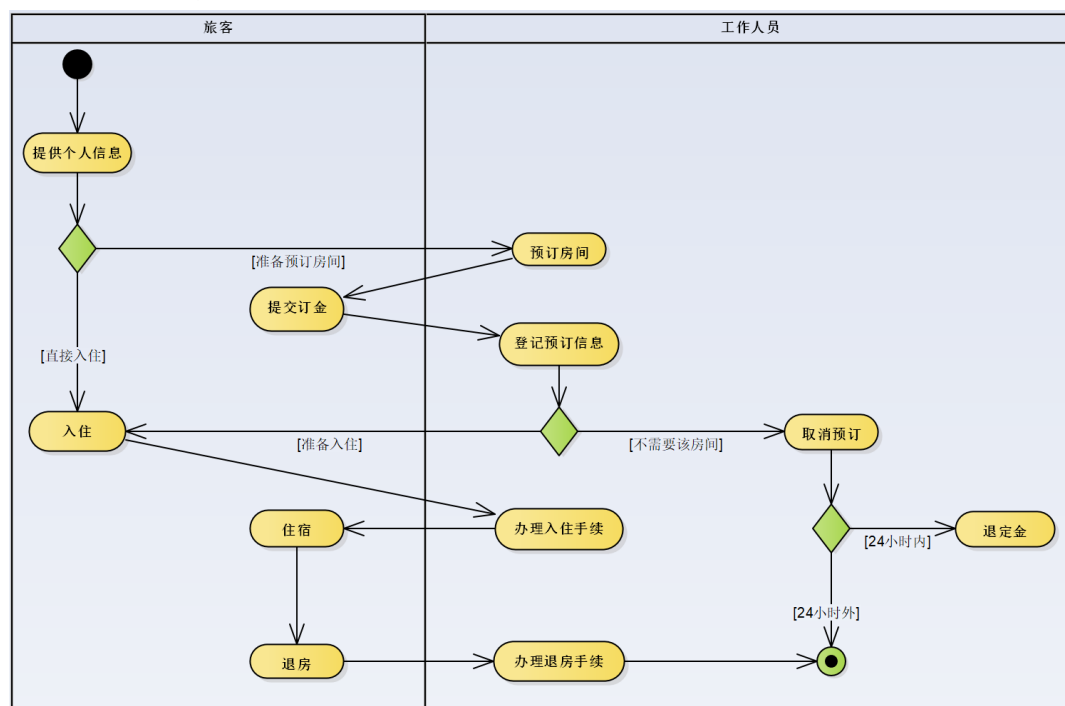 旅客
工作人员
提供个人信息
[准备预订房间]
预订房间
提交订金
登记预订信息
[直接入住]
入住
[准备入住]
[不需要该房间]
取消预订
住宿
办理入住手续
[24小时内]
退定金
[24小时外]
退房
办理退房手续